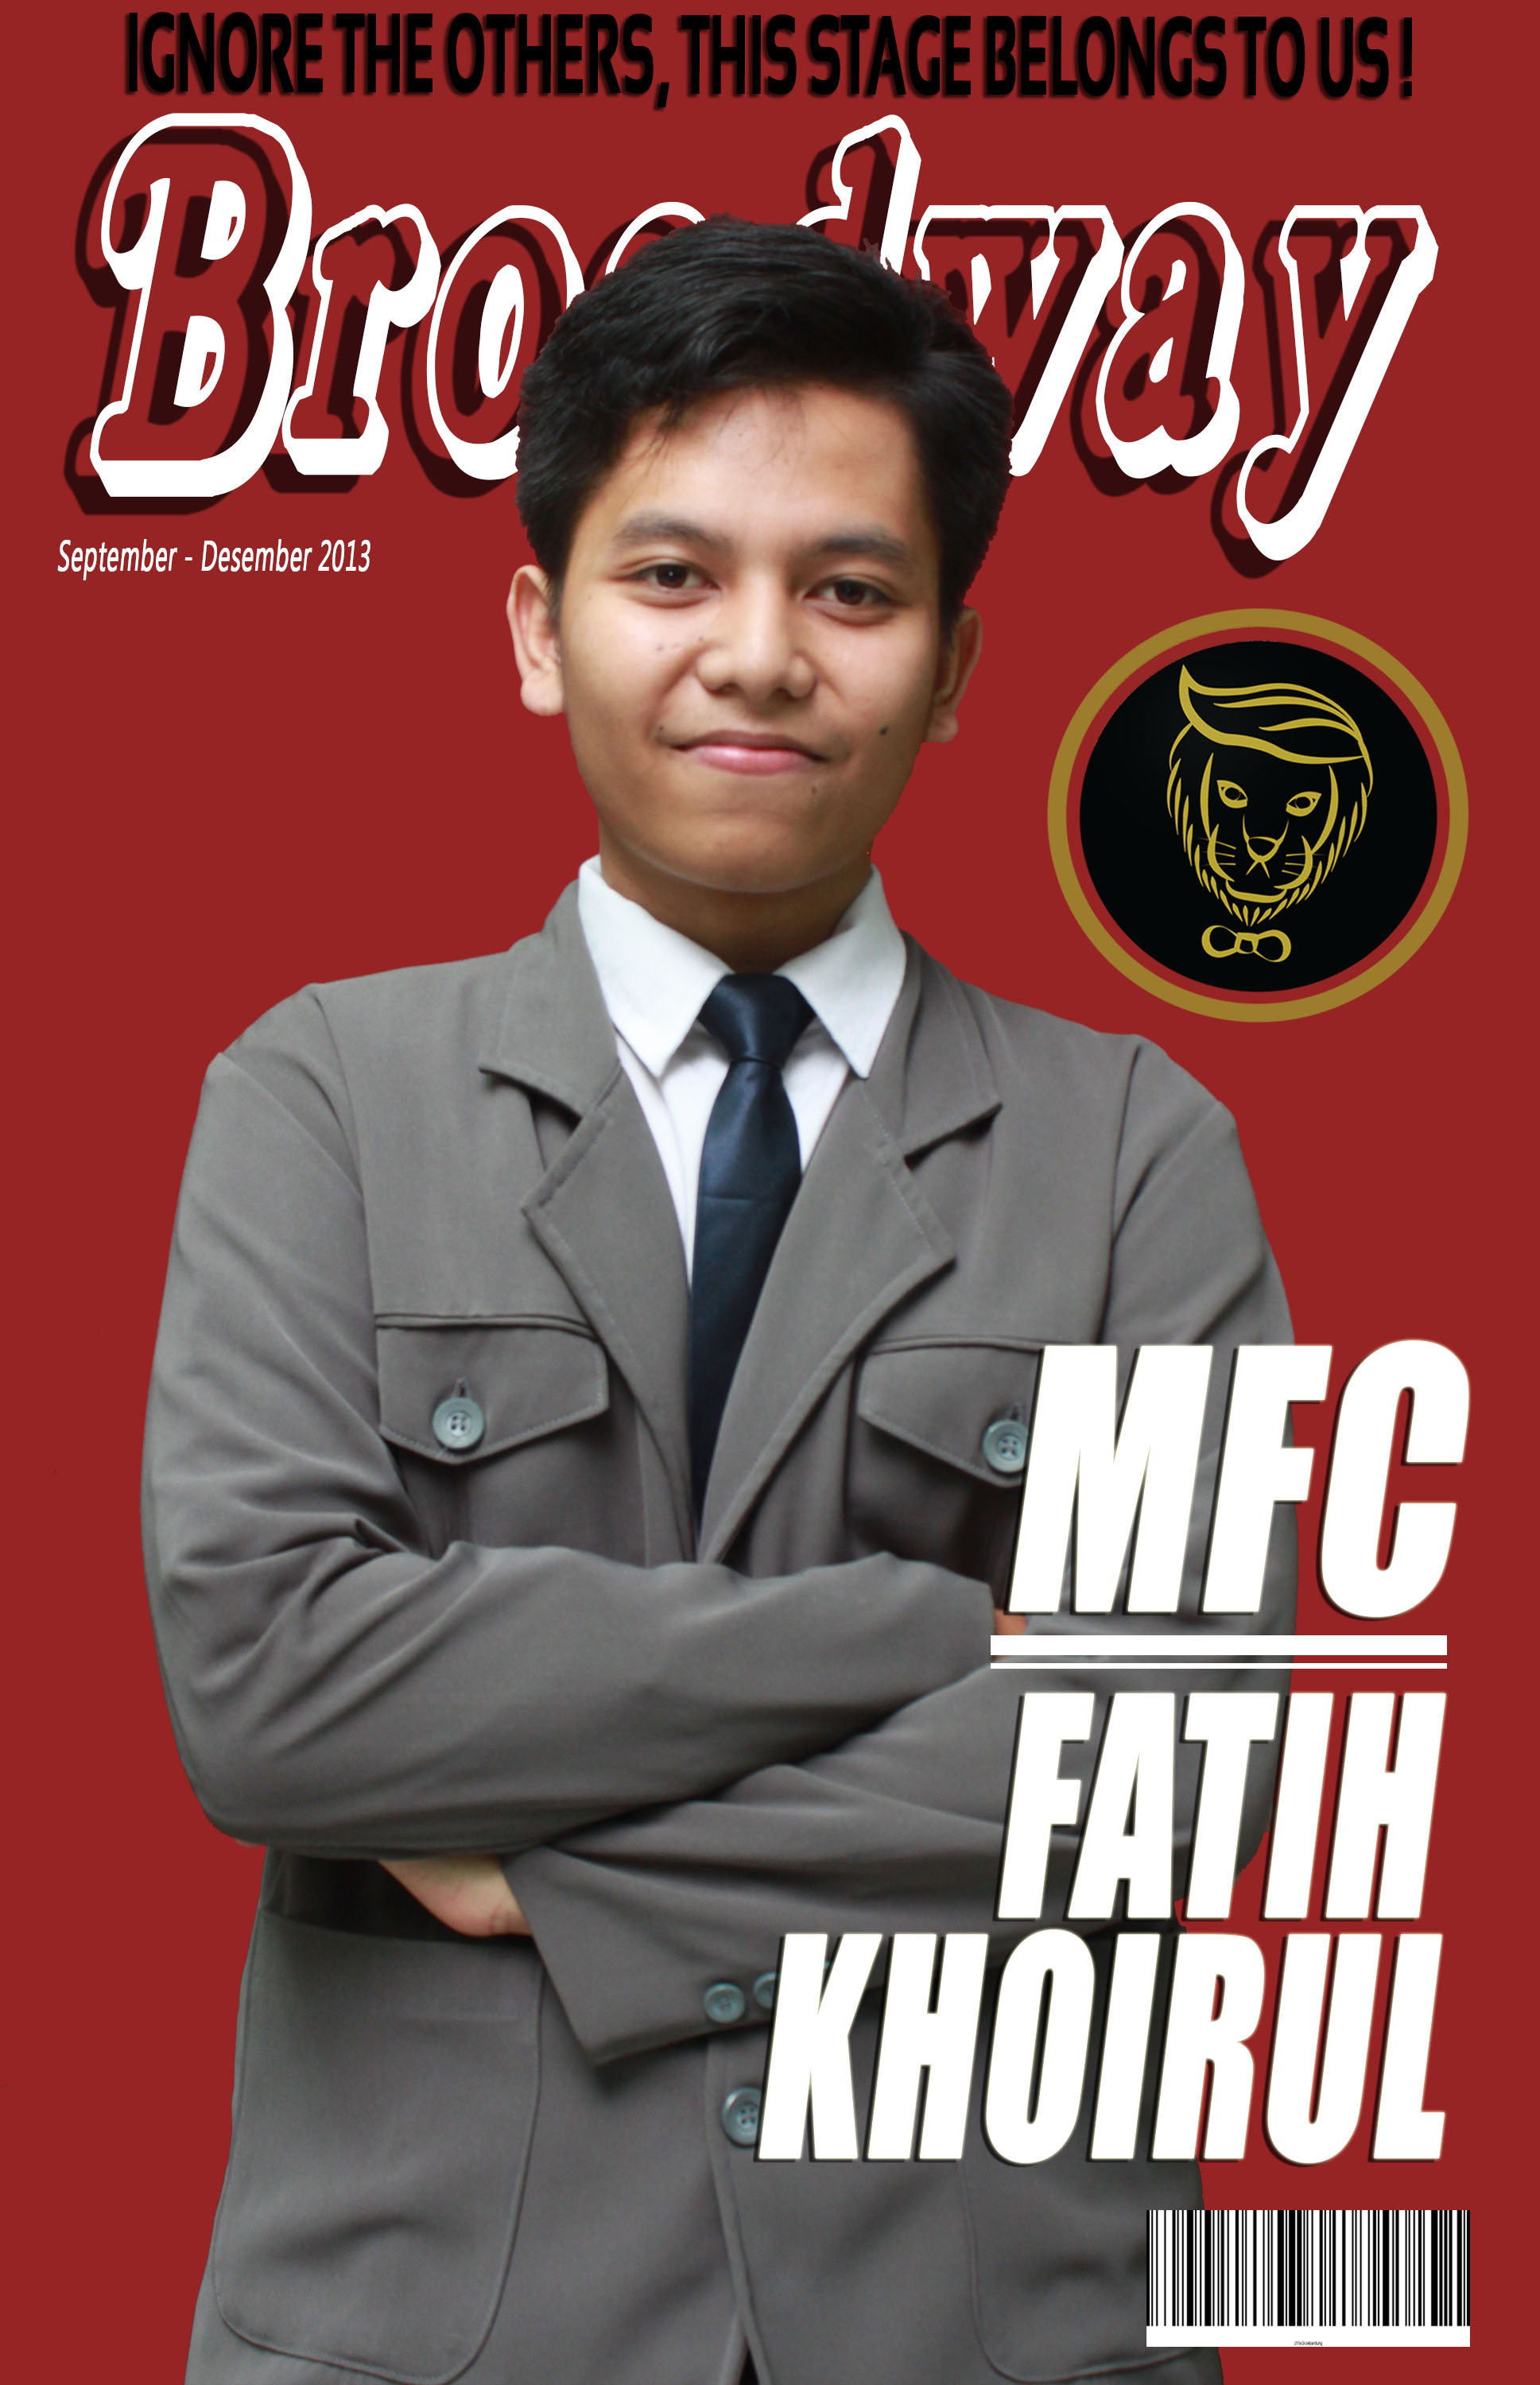 IGNORE THE OTHERS, THIS STAGE BELONGS TO US !
Broadway
September - Desember 2013
MFC
FATIH
KHOIRUL